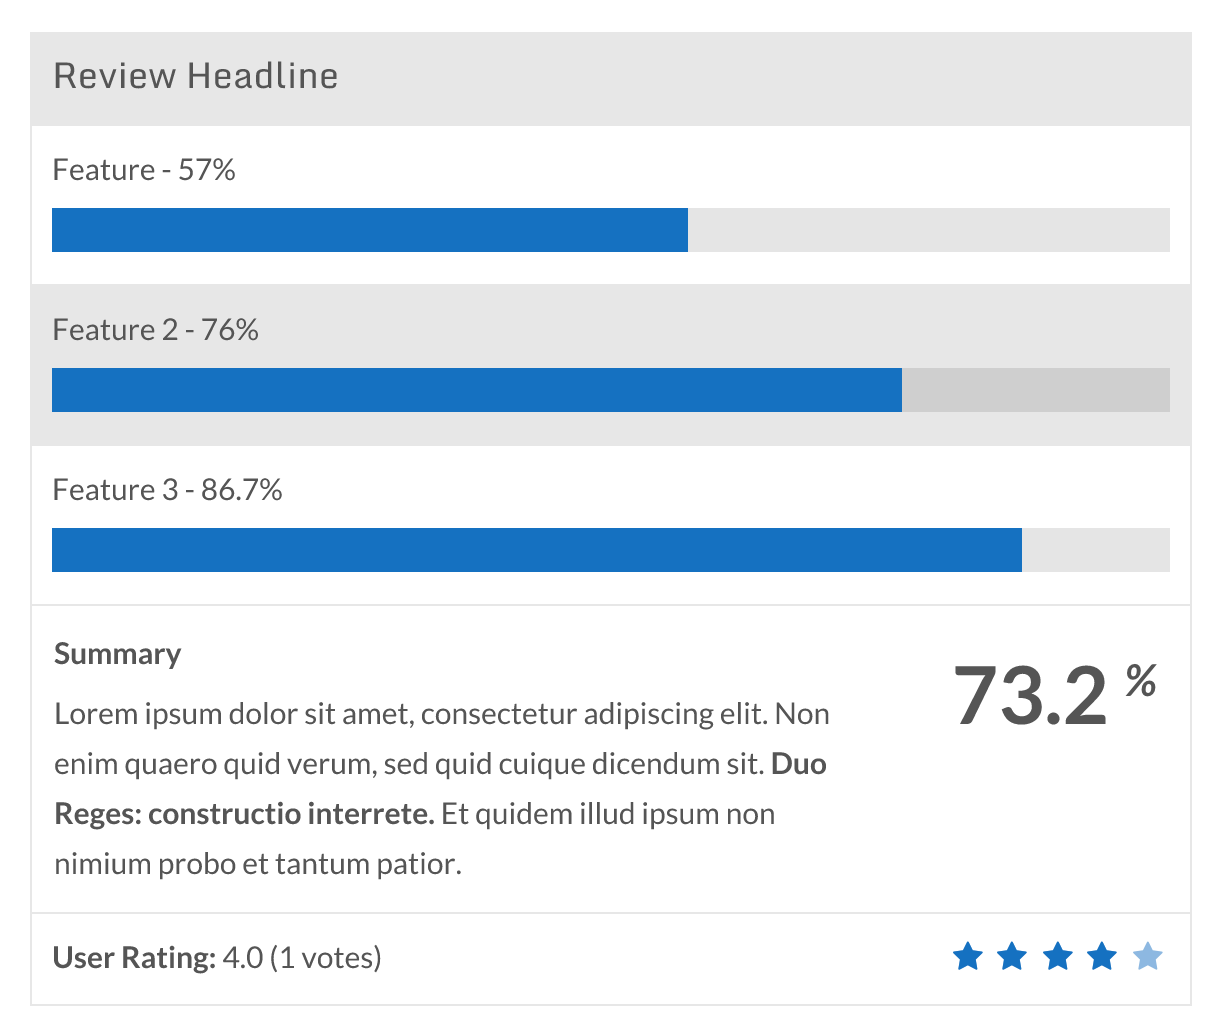 Review Headline
Feature - 57%
Feature 2 - 76%
Feature 3 - 86.7%
Summary
73.2 %
Lorem ipsum dolor sit amet, consectetur adipiscing elit. Non
enim quaero quid verum, sed quid cuique dicendum sit. Duo
Reges: constructio interrete. Et quidem illud ipsum non
nimium probo et tantum patior.
User Rating: 4.0 (1 votes)